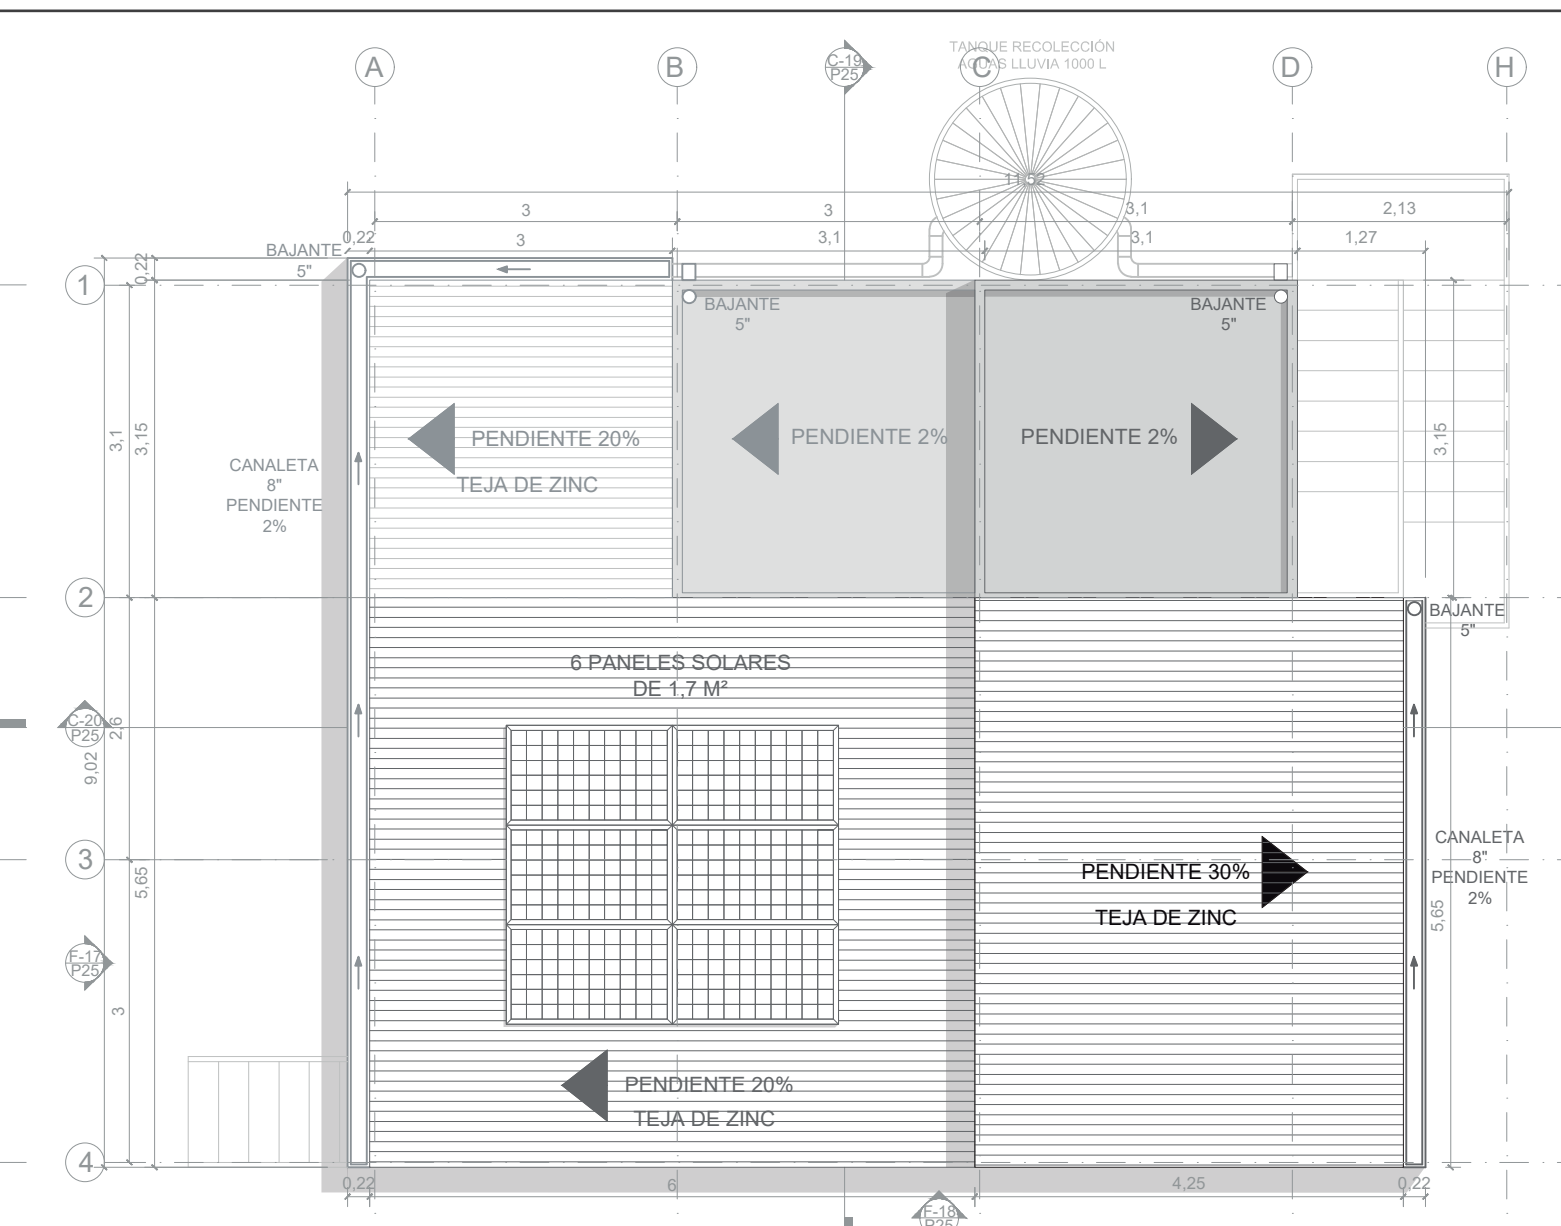 TANQUE RECOLECCIÓN
AGUAS LLUVIA 1000 L
A
B
C-19
P25
C
D
H
11,52
3
3
3,1
2,13
0,22
3
3,1
3,1
1,27
BAJANTE
5"
0,22
1
BAJANTE
5"
BAJANTE
5"
3,1
3,15
PENDIENTE 20%
TEJA DE ZINC
PENDIENTE 2%
PENDIENTE 2%
3,15
CANALETA
8"
PENDIENTE
2%
2
BAJANTE
5"
6 PANELES SOLARES
DE 1,7 M²
C-20
P25
2,6
9,02
3
5,65
PENDIENTE 30%
TEJA DE ZINC
CANALETA
8"
PENDIENTE
2%
5,65
F-17
P25
3
PENDIENTE 20%
TEJA DE ZINC
4
0,22
6
4,25
0,22
F-18
P25